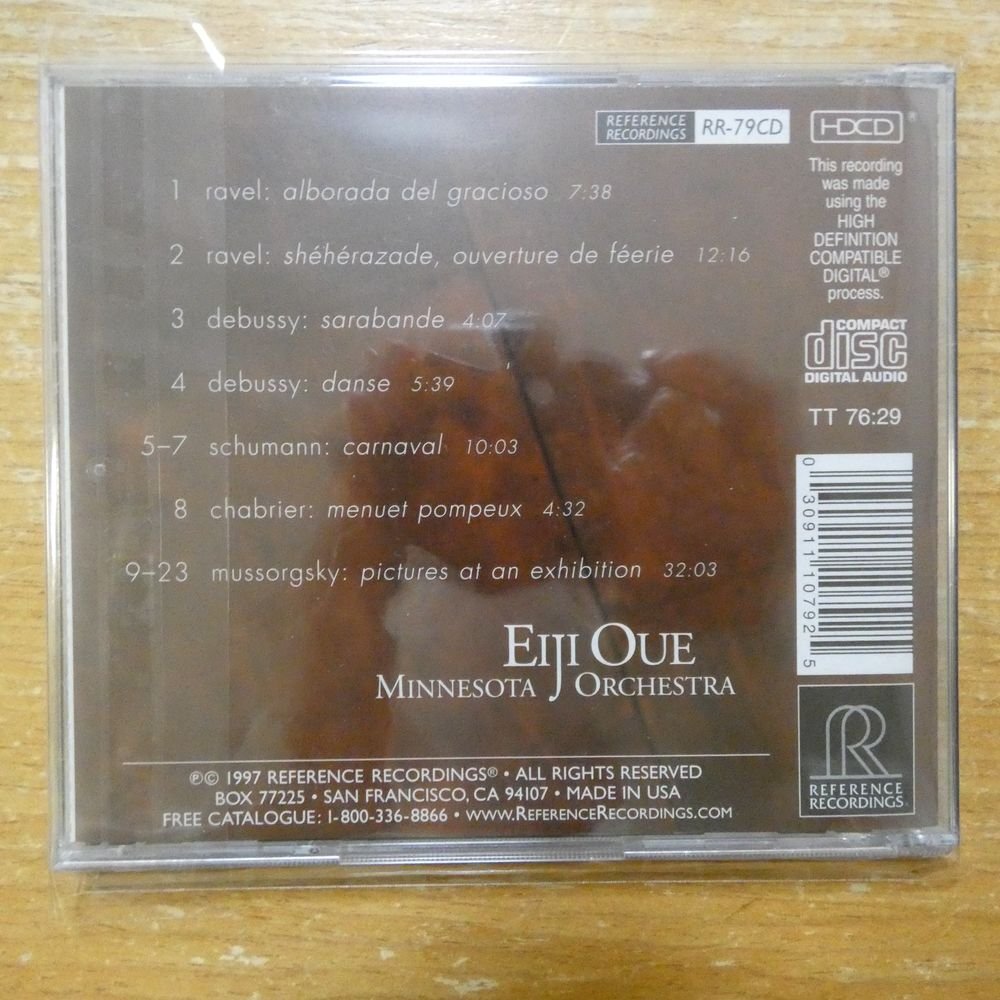 REFERENCE
RECORDINGS
RR-79CD
HDCD®
This recording
was made
using the
HIGH
DEFINITION
COMPATIBLE
DIGITAL®
process.
COMPACT
disc
DIGITAL AUDIO
TT 76:29
1 ravel: alborada del gracioso 7:38
2 ravel: shéhérazade, ouverture de féerie 12:16
3 debussy: sarabande 4:07
4 debussy: danse 5:39
5–7 schumann: carnaval 10:03
8 chabrier: menuet pompeux 4:32
9–23 mussorgsky: pictures at an exhibition 32:03
0 30911 10792 5
EIJI OUE
MINNESOTA ORCHESTRA
R
REFERENCE
RECORDINGS®
℗© 1997 REFERENCE RECORDINGS® • ALL RIGHTS RESERVED
BOX 77225 • SAN FRANCISCO, CA 94107 • MADE IN USA
FREE CATALOGUE: 1-800-336-8866 • WWW.REFERENCERECORDINGS.COM